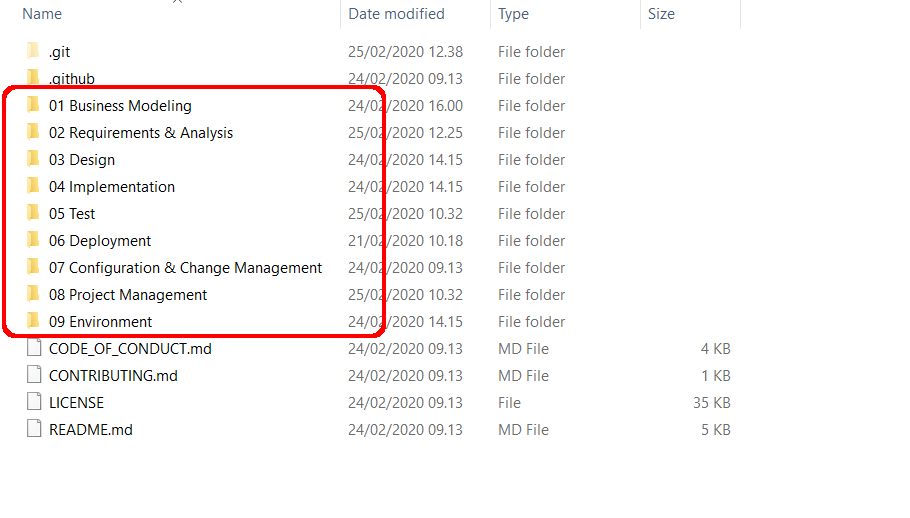 Name Date modified Type Size
.git 25/02/2020 12.38 File folder
.github 24/02/2020 09.13 File folder
01 Business Modeling 24/02/2020 16.00 File folder
02 Requirements & Analysis 25/02/2020 12.25 File folder
03 Design 24/02/2020 14.15 File folder
04 Implementation 24/02/2020 14.15 File folder
05 Test 25/02/2020 10.32 File folder
06 Deployment 21/02/2020 10.18 File folder
07 Configuration & Change Management 24/02/2020 09.13 File folder
08 Project Management 25/02/2020 10.32 File folder
09 Environment 24/02/2020 14.15 File folder
CODE_OF_CONDUCT.md 24/02/2020 09.13 MD File 4 KB
CONTRIBUTING.md 24/02/2020 09.13 MD File 1 KB
LICENSE 24/02/2020 09.13 File 35 KB
README.md 24/02/2020 09.13 MD File 5 KB